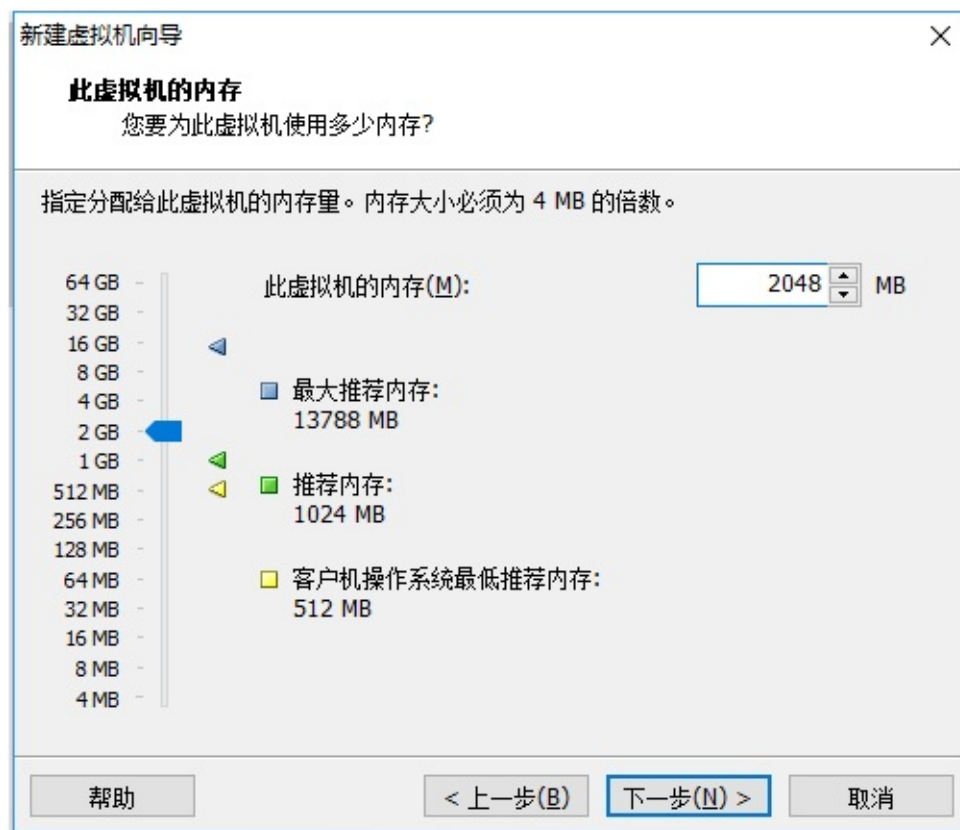 新建虚拟机向导
此虚拟机的内存
您要为此虚拟机使用多少内存?
指定分配给此虚拟机的内存量。内存大小必须为 4 MB 的倍数。
64 GB
此虚拟机的内存(M):
2048
MB
32 GB
16 GB
8 GB
4 GB
2 GB
1 GB
512 MB
256 MB
128 MB
64 MB
32 MB
16 MB
8 MB
4 MB
最大推荐内存:
13788 MB
推荐内存:
1024 MB
客户机操作系统最低推荐内存:
512 MB
帮助
< 上一步(B)
下一步(N) >
取消